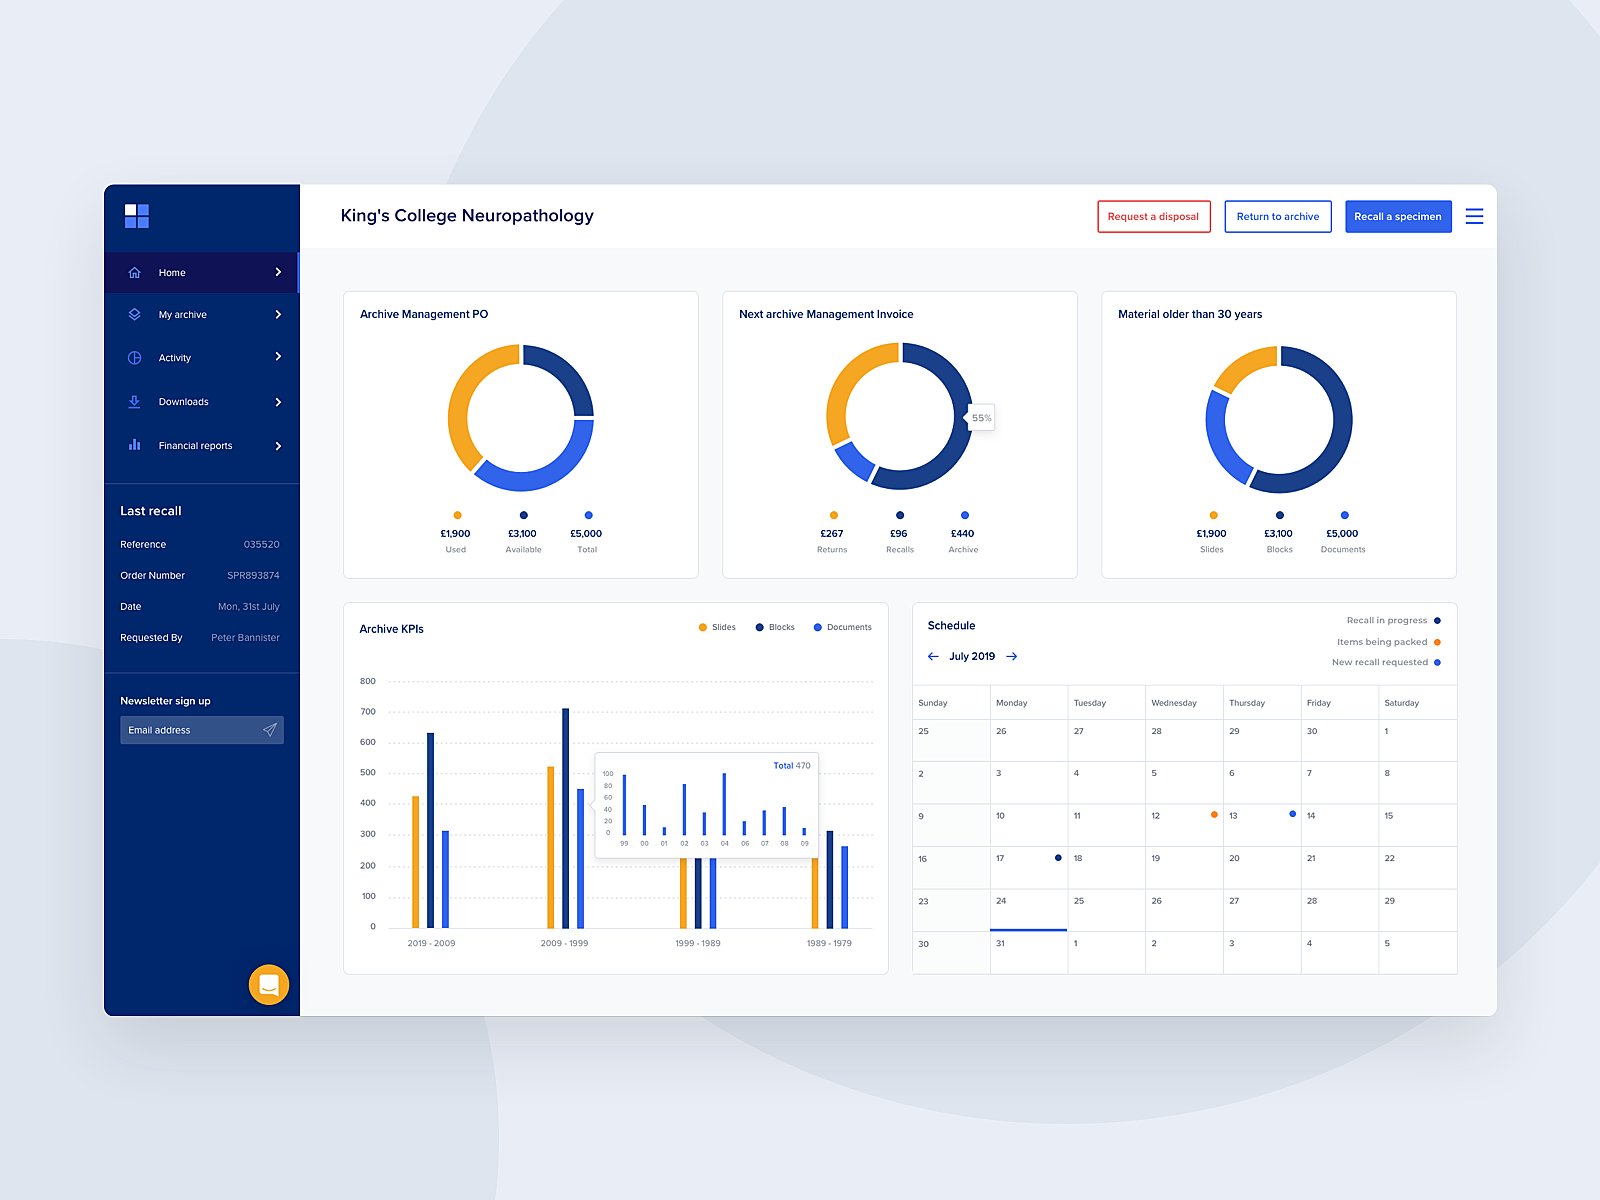 King's College Neuropathology
Request a disposal
Return to archive
Recall a specimen
Home
My archive
Activity
Downloads
Financial reports
Last recall
Reference 035520
Order Number SPR893874
Date Mon, 31st July
Requested By Peter Bannister
Newsletter sign up
Email address
Archive Management PO
£1,900 £3,100 £5,000
Used Available Total
Next archive Management Invoice
55%
£267 £96 £440
Returns Recalls Archive
Material older than 30 years
£1,900 £3,100 £5,000
Slides Blocks Documents
Archive KPIs
Slides Blocks Documents
800
700
600
500
400
300
200
100
0
2019 - 2009 2009 - 1999 1999 - 1989 1989 - 1979
Total 470
100
80
60
40
20
0
99 00 01 02 03 04 06 07 08 09
Schedule
Recall in progress
Items being packed
New recall requested
July 2019
Sunday Monday Tuesday Wednesday Thursday Friday Saturday
25 26 27 28 29 30 1
2 3 4 5 6 7 8
9 10 11 12 13 14 15
16 17 18 19 20 21 22
23 24 25 26 27 28 29
30 31 1 2 3 4 5